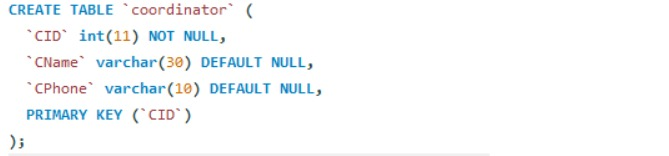 CREATE TABLE `coordinator` (
`CID` int(11) NOT NULL,
`CName` varchar(30) DEFAULT NULL,
`CPhone` varchar(10) DEFAULT NULL,
PRIMARY KEY (`CID`)
);